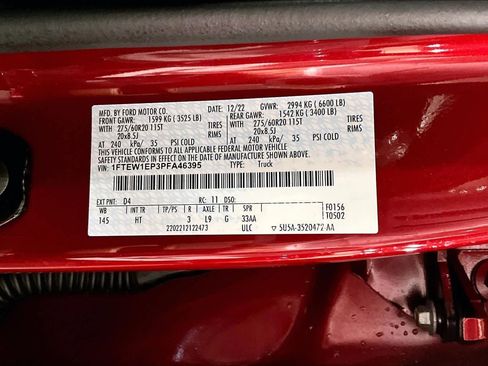 MFD. BY FORD MOTOR CO. 12/22 GVWR: 2994 KG ( 6600 LB)
FRONT GAWR: 1599 KG ( 3525 LB) REAR GAWR: 1542 KG ( 3400 LB)
WITH 275/60R20 115T TIRES WITH 275/60R20 115T TIRES
20x8.5J RIMS 20x8.5J RIMS
AT 240 kPa/ 35 PSI COLD AT 240 kPa/ 35 PSI COLD
THIS VEHICLE CONFORMS TO ALL APPLICABLE FEDERAL MOTOR VEHICLE
SAFETY STANDARDS IN EFFECT ON THE DATE OF MANUFACTURE SHOWN ABOVE.
VIN: 1FTEW1EP3PFA46395 TYPE: Truck
EXT PNT: D4 RC: 11 DSO: F0156
WB INT TR TP/PS R AXLE TR SPR T0502
145 HT 3 L9 G 33AA
2202212122473 ULC ▽ 5U5A-3520472-AA